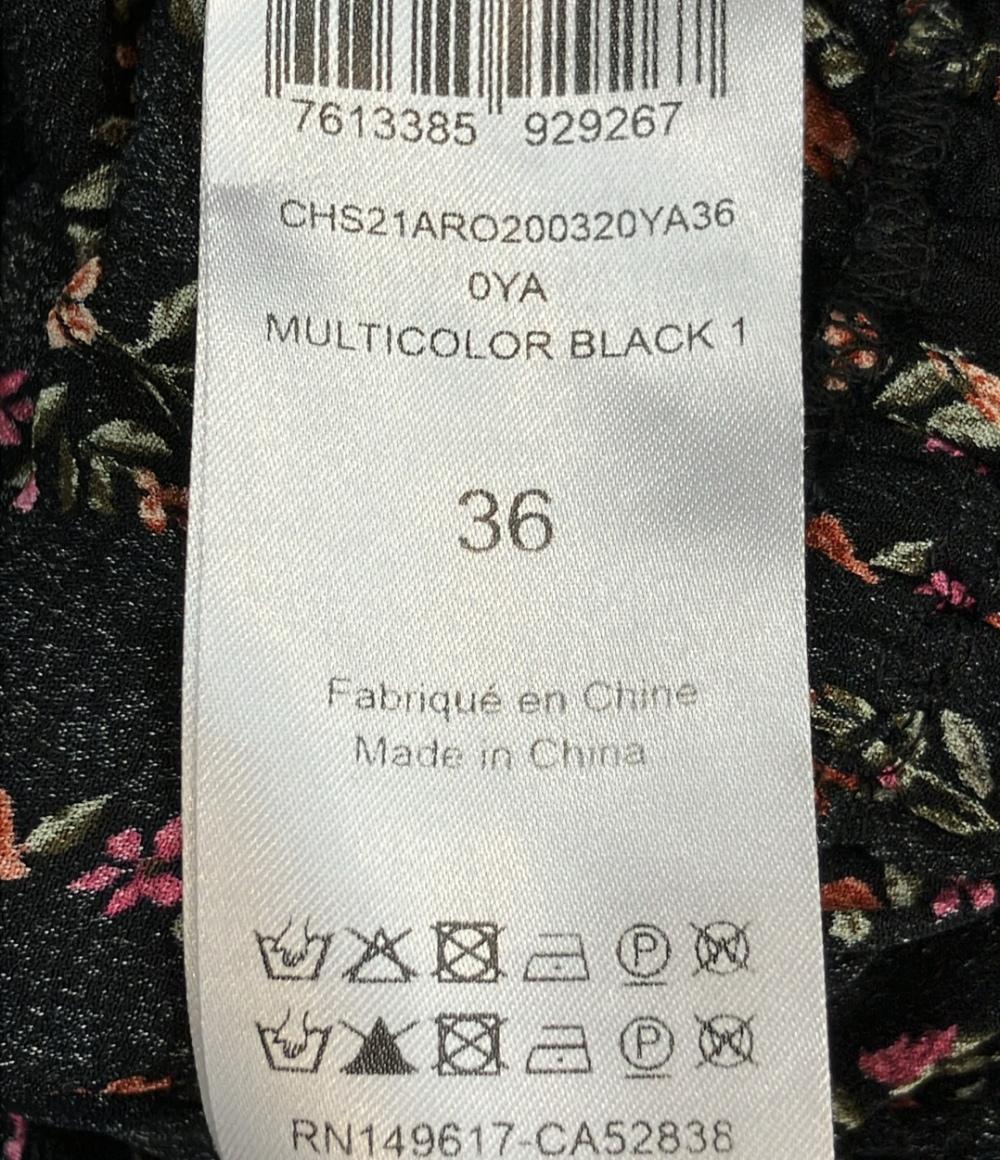 7613385 929267
CHS21ARO200320YA36
0YA
MULTICOLOR BLACK 1
36
Fabriqué en Chine
Made in China
P
P
RN149617-CA52838